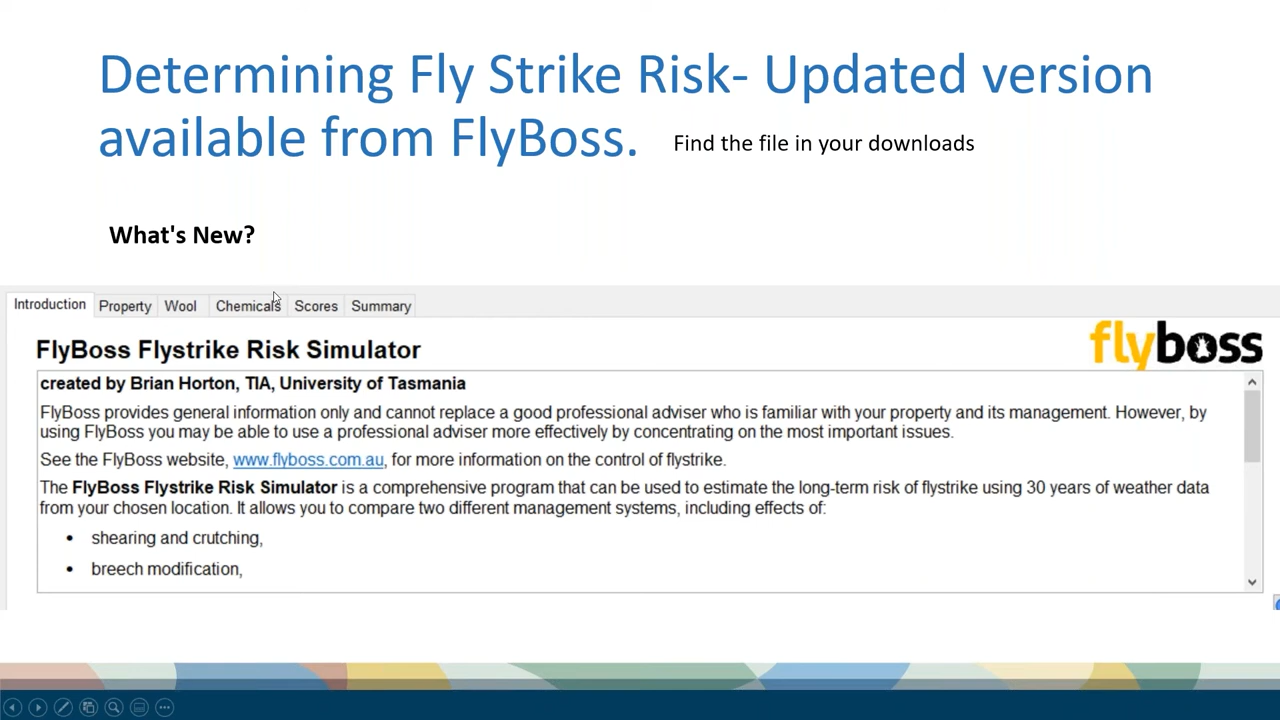 Determining Fly Strike Risk- Updated version
available from FlyBoss.
Find the file in your downloads
What's New?
Introduction Property Wool Chemicals Scores Summary
FlyBoss Flystrike Risk Simulator
flyboss
created by Brian Horton, TIA, University of Tasmania
FlyBoss provides general information only and cannot replace a good professional adviser who is familiar with your property and its management. However, by
using FlyBoss you may be able to use a professional adviser more effectively by concentrating on the most important issues.
See the FlyBoss website, www.flyboss.com.au, for more information on the control of flystrike.
The FlyBoss Flystrike Risk Simulator is a comprehensive program that can be used to estimate the long-term risk of flystrike using 30 years of weather data
from your chosen location. It allows you to compare two different management systems, including effects of:
• shearing and crutching,
• breech modification,